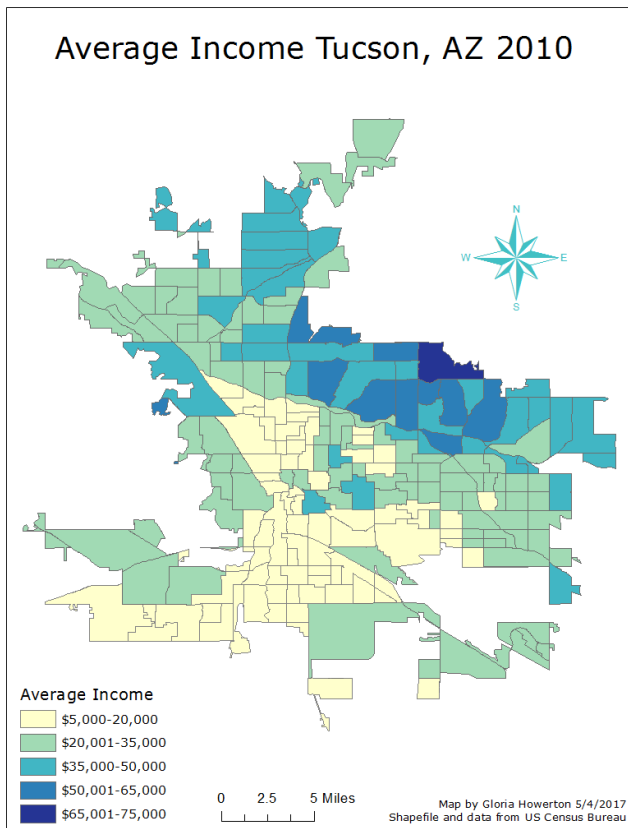 Average Income Tucson, AZ 2010
N
W E
S
Average Income
$5,000-20,000
$20,001-35,000
$35,000-50,000
$50,001-65,000
$65,001-75,000
0 2.5 5 Miles
Map by Gloria Howerton 5/4/2017
Shapefile and data from US Census Bureau